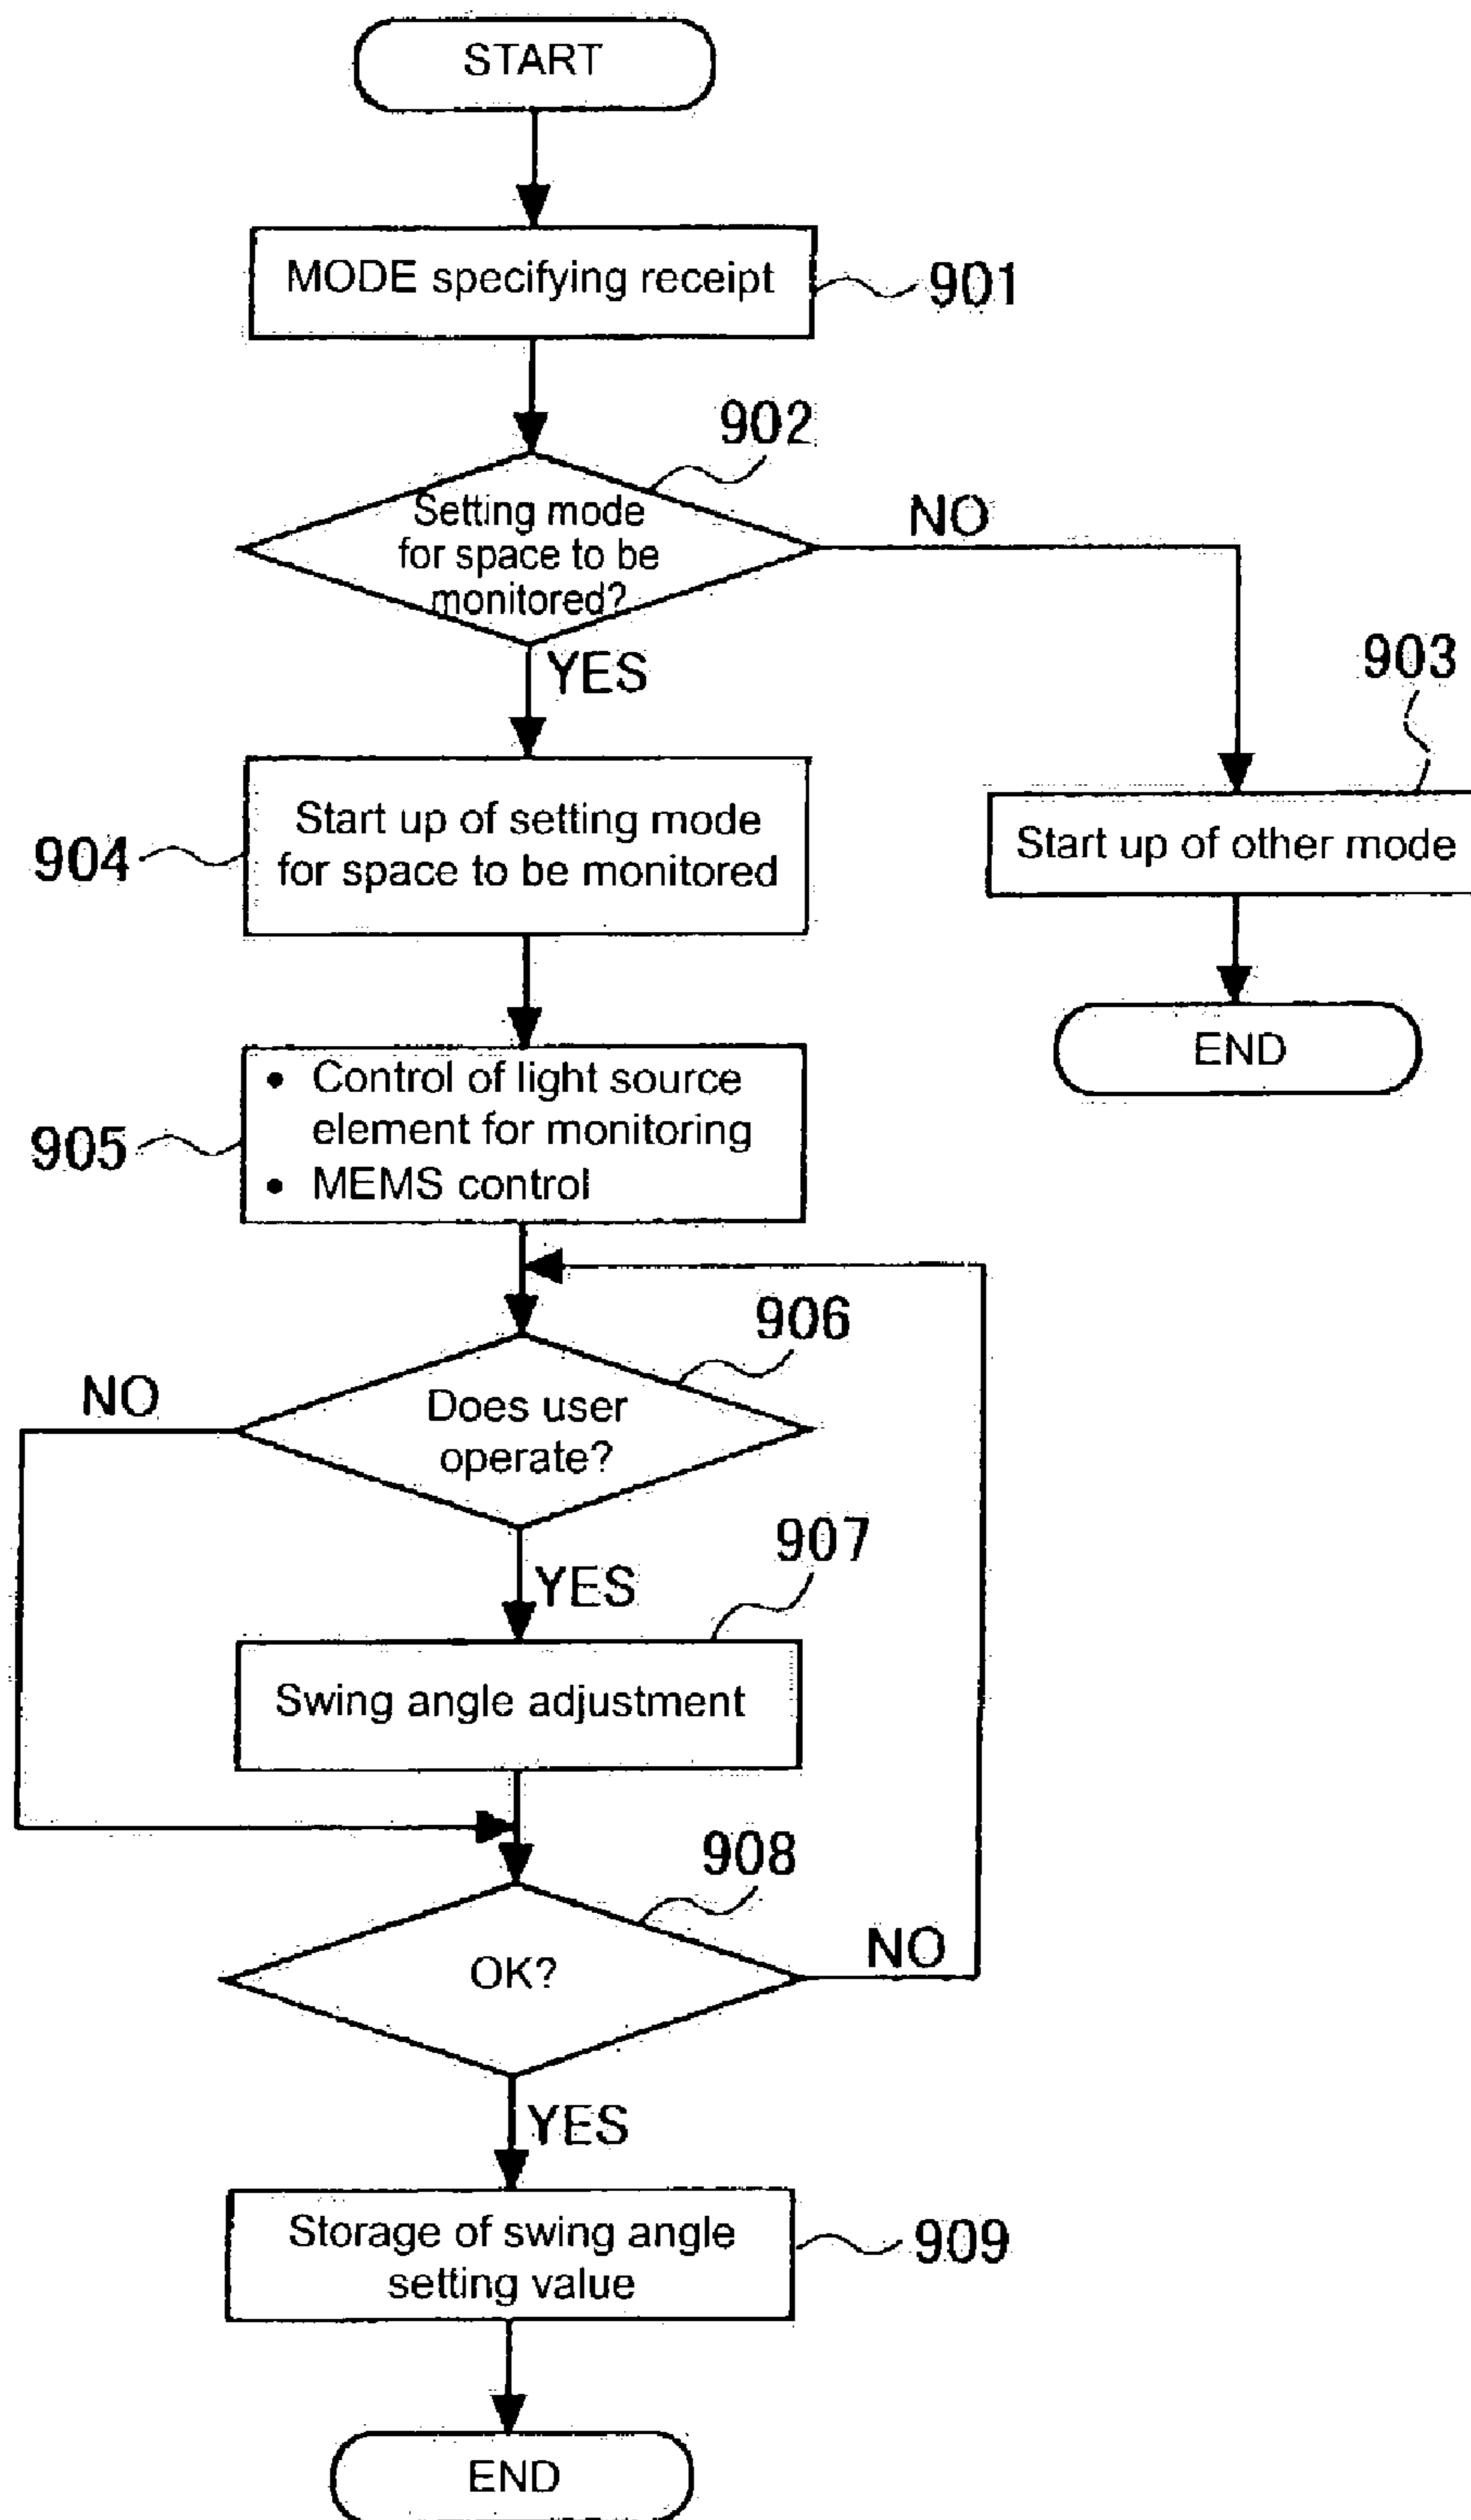 START
MODE specifying receipt
901
902
Setting mode
for space to be
monitored?
NO
YES
903
904
Start up of setting mode
for space to be monitored
Start up of other mode
END
905
• Control of light source
element for monitoring
• MEMS control
906
NO
Does user
operate?
907
YES
Swing angle adjustment
908
OK?
NO
YES
Storage of swing angle
setting value
909
END